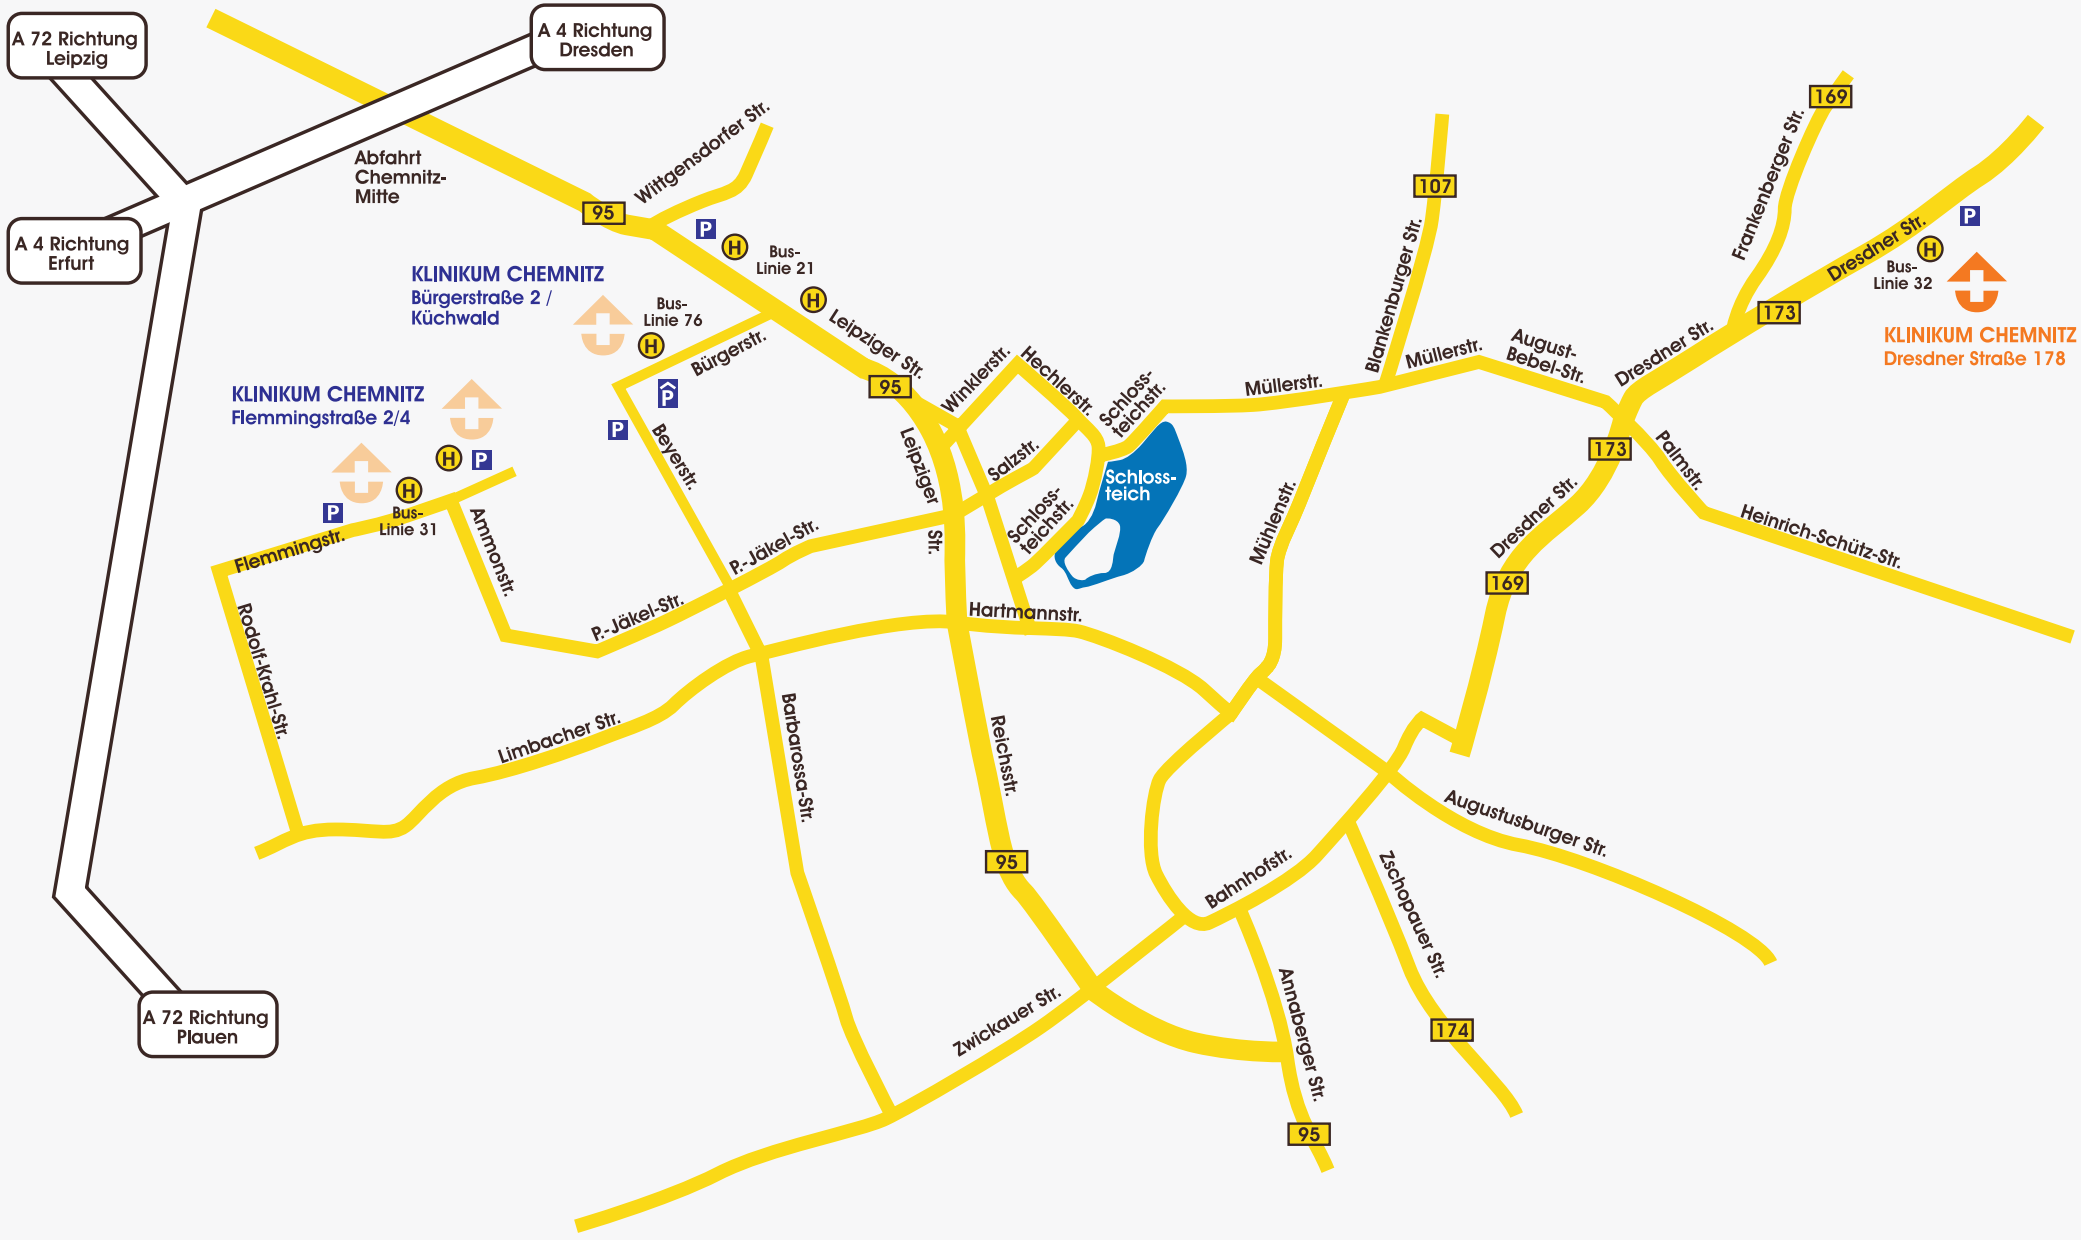 A 72 Richtung
Leipzig
A 4 Richtung
Dresden
A 4 Richtung
Erfurt
A 72 Richtung
Plauen
Abfahrt
Chemnitz-
Mitte
95
Wittgensdorfer Str.
P
H
Bus-
Linie 21
H
KLINIKUM CHEMNITZ
Bürgerstraße 2 /
Küchwald
Bus-
Linie 76
H
Bürgerstr.
P
P
Leipziger Str.
95
KLINIKUM CHEMNITZ
Flemmingstraße 2/4
H
P
H
P
Bus-
Linie 31
Flemmingstr.
Ammonstr.
Rodolf-Krahl-Str.
Beyerstr.
P.-Jäkel-Str.
P.-Jäkel-Str.
Limbacher Str.
Barbarossa-Str.
Leipziger
Str.
Winklerstr.
Hechlerstr.
Salzstr.
Schloss-
teichstr.
Schloss-
teichstr.
Schloss-
teich
Hartmannstr.
Reichsstr.
95
Zwickauer Str.
Müllerstr.
Mühlenstr.
Blankenburger Str.
107
Müllerstr.
August-
Bebel-Str.
Dresdner Str.
173
Frankenberger Str.
169
173
Dresdner Str.
P
H
Bus-
Linie 32
KLINIKUM CHEMNITZ
Dresdner Straße 178
Palmstr.
Heinrich-Schütz-Str.
Dresdner Str.
169
Augustusburger Str.
Bahnhofstr.
Zschopauer Str.
174
Annaberger Str.
95